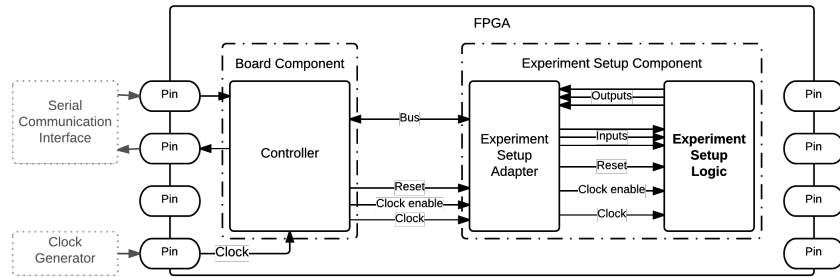 FPGA
Board Component
Experiment Setup Component
Serial
Communication
Interface
Pin
Pin
Pin
Pin
Clock
Generator
Clock
Controller
Bus
Reset
Clock enable
Clock
Experiment
Setup
Adapter
Outputs
Inputs
Reset
Clock enable
Clock
Experiment
Setup
Logic
Pin
Pin
Pin
Pin